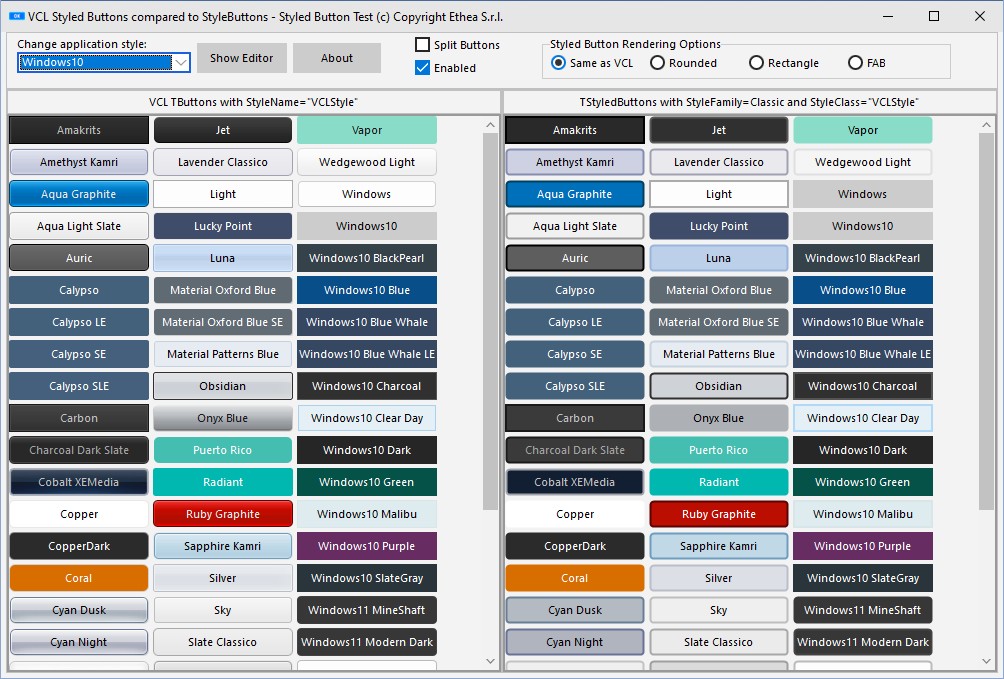 VCL Styled Buttons compared to StyleButtons - Styled Button Test (c) Copyright Ethea S.r.l.
Change application style:
Windows10
Show Editor
About
Split Buttons
Enabled
Styled Button Rendering Options
Same as VCL Rounded Rectangle FAB
VCL TButtons with StyleName="VCLStyle"
Amakrits Jet Vapor
Amethyst Kamri Lavender Classico Wedgewood Light
Aqua Graphite Light Windows
Aqua Light Slate Lucky Point Windows10
Auric Luna Windows10 BlackPearl
Calypso Material Oxford Blue Windows10 Blue
Calypso LE Material Oxford Blue SE Windows10 Blue Whale
Calypso SE Material Patterns Blue Windows10 Blue Whale LE
Calypso SLE Obsidian Windows10 Charcoal
Carbon Onyx Blue Windows10 Clear Day
Charcoal Dark Slate Puerto Rico Windows10 Dark
Cobalt XEMedia Radiant Windows10 Green
Copper Ruby Graphite Windows10 Malibu
CopperDark Sapphire Kamri Windows10 Purple
Coral Silver Windows10 SlateGray
Cyan Dusk Sky Windows11 MineShaft
Cyan Night Slate Classico Windows11 Modern Dark
TStyledButtons with StyleFamily=Classic and StyleClass="VCLStyle"
Amakrits Jet Vapor
Amethyst Kamri Lavender Classico Wedgewood Light
Aqua Graphite Light Windows
Aqua Light Slate Lucky Point Windows10
Auric Luna Windows10 BlackPearl
Calypso Material Oxford Blue Windows10 Blue
Calypso LE Material Oxford Blue SE Windows10 Blue Whale
Calypso SE Material Patterns Blue Windows10 Blue Whale LE
Calypso SLE Obsidian Windows10 Charcoal
Carbon Onyx Blue Windows10 Clear Day
Charcoal Dark Slate Puerto Rico Windows10 Dark
Cobalt XEMedia Radiant Windows10 Green
Copper Ruby Graphite Windows10 Malibu
CopperDark Sapphire Kamri Windows10 Purple
Coral Silver Windows10 SlateGray
Cyan Dusk Sky Windows11 MineShaft
Cyan Night Slate Classico Windows11 Modern Dark